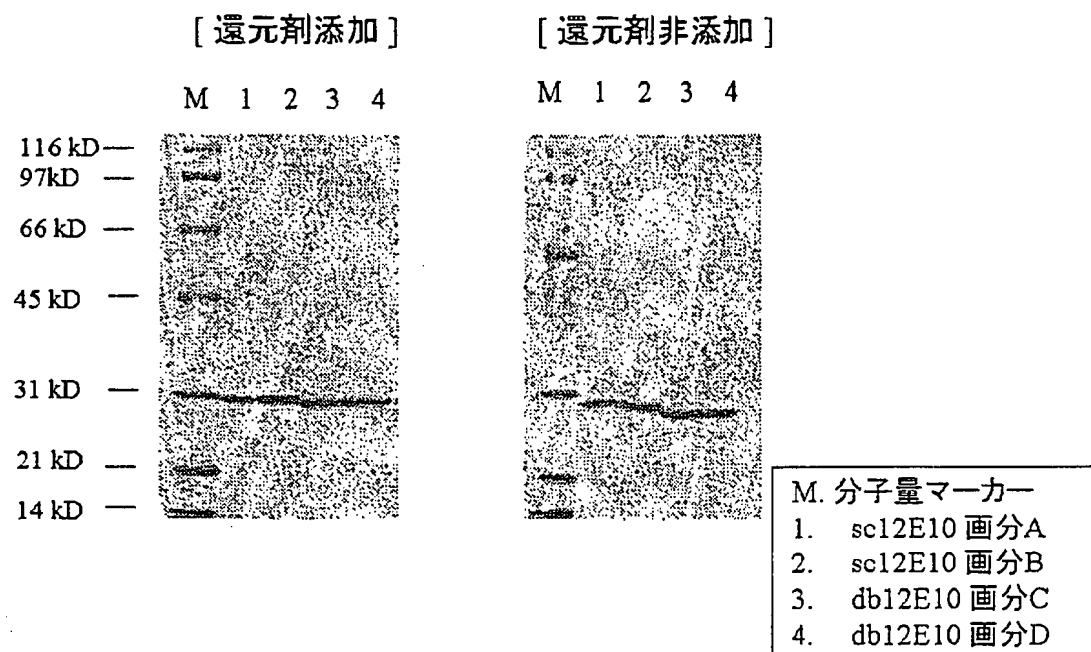 [ 還元剤添加 ]
M 1 2 3 4
116 kD
97kD
66 kD
45 kD
31 kD
21 kD
14 kD
[ 還元剤非添加 ]
M 1 2 3 4
M. 分子量マーカー
1. sc12E10 画分A
2. sc12E10 画分B
3. db12E10 画分C
4. db12E10 画分D